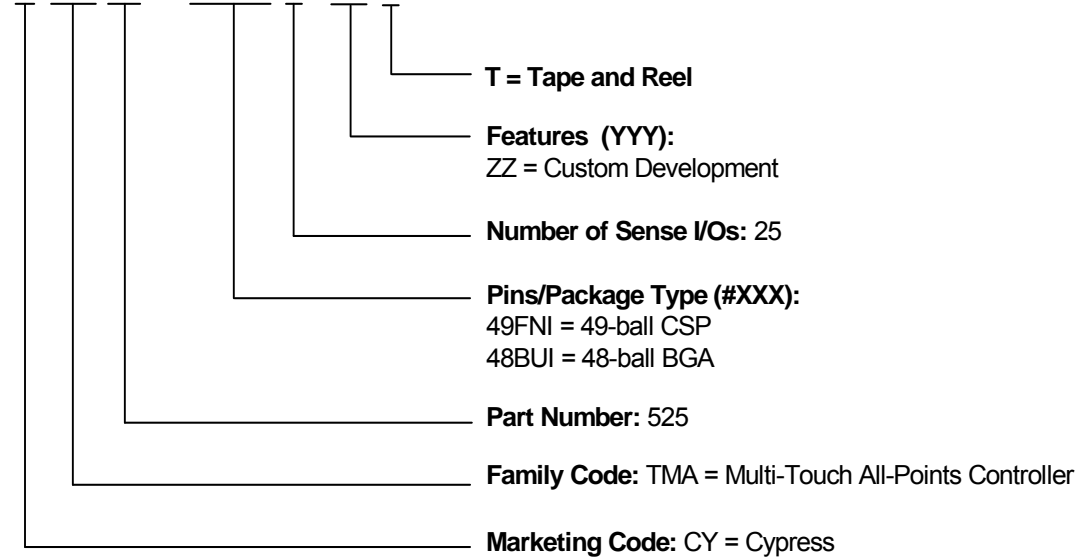 T = Tape and Reel
Features (YYY):
ZZ = Custom Development
Number of Sense I/Os: 25
Pins/Package Type (#XXX):
49FNI = 49-ball CSP
48BUI = 48-ball BGA
Part Number: 525
Family Code: TMA = Multi-Touch All-Points Controller
Marketing Code: CY = Cypress